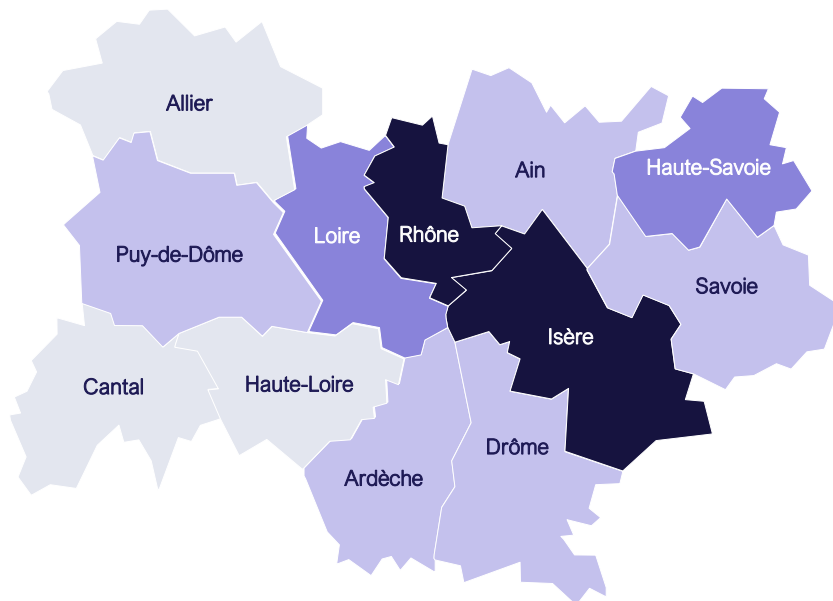 Allier
Ain
Haute-Savoie
Puy-de-Dôme
Loire
Rhône
Savoie
Isère
Cantal
Haute-Loire
Drôme
Ardèche